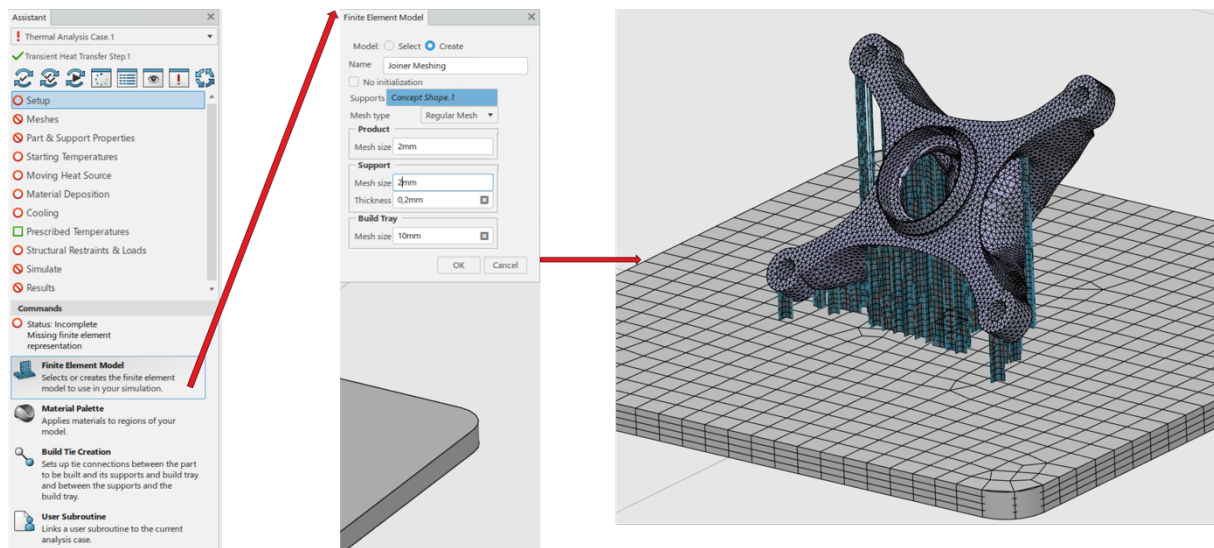 Assistant
Thermal Analysis Case.1
Transient Heat Transfer Step.1
Setup
Meshes
Part & Support Properties
Starting Temperatures
Moving Heat Source
Material Deposition
Cooling
Prescribed Temperatures
Structural Restraints & Loads
Simulate
Results
Commands
Status: Incomplete
Missing finite element
representation
Finite Element Model
Selects or creates the finite element
model to use in your simulation.
Material Palette
Applies materials to regions of your
model.
Build Tie Creation
Sets up tie connections between the part
to be built and its supports and build tray
and between the supports and the
build tray.
User Subroutine
Links a user subroutine to the current
analysis case.
Finite Element Model
Model: Select Create
Name Joiner Meshing
No initialization
Supports Concept Shape.1
Mesh type Regular Mesh
Product
Mesh size 2mm
Support
Mesh size 2mm
Thickness 0,2mm
Build Tray
Mesh size 10mm
OK Cancel